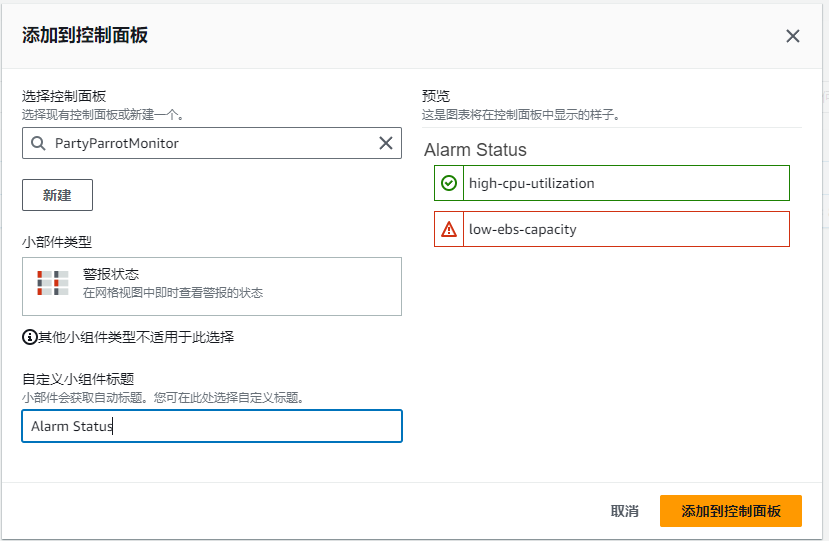 添加到控制面板
选择控制面板
选择现有控制面板或新建一个。
PartyParrotMonitor
新建
小部件类型
警报状态
在网格视图中即时查看警报的状态
其他小组件类型不适用于此选择
自定义小组件标题
小部件会获取自动标题。您可在此处选择自定义标题。
Alarm Status
预览
这是图表将在控制面板中显示的样子。
Alarm Status
high-cpu-utilization
low-ebs-capacity
取消
添加到控制面板